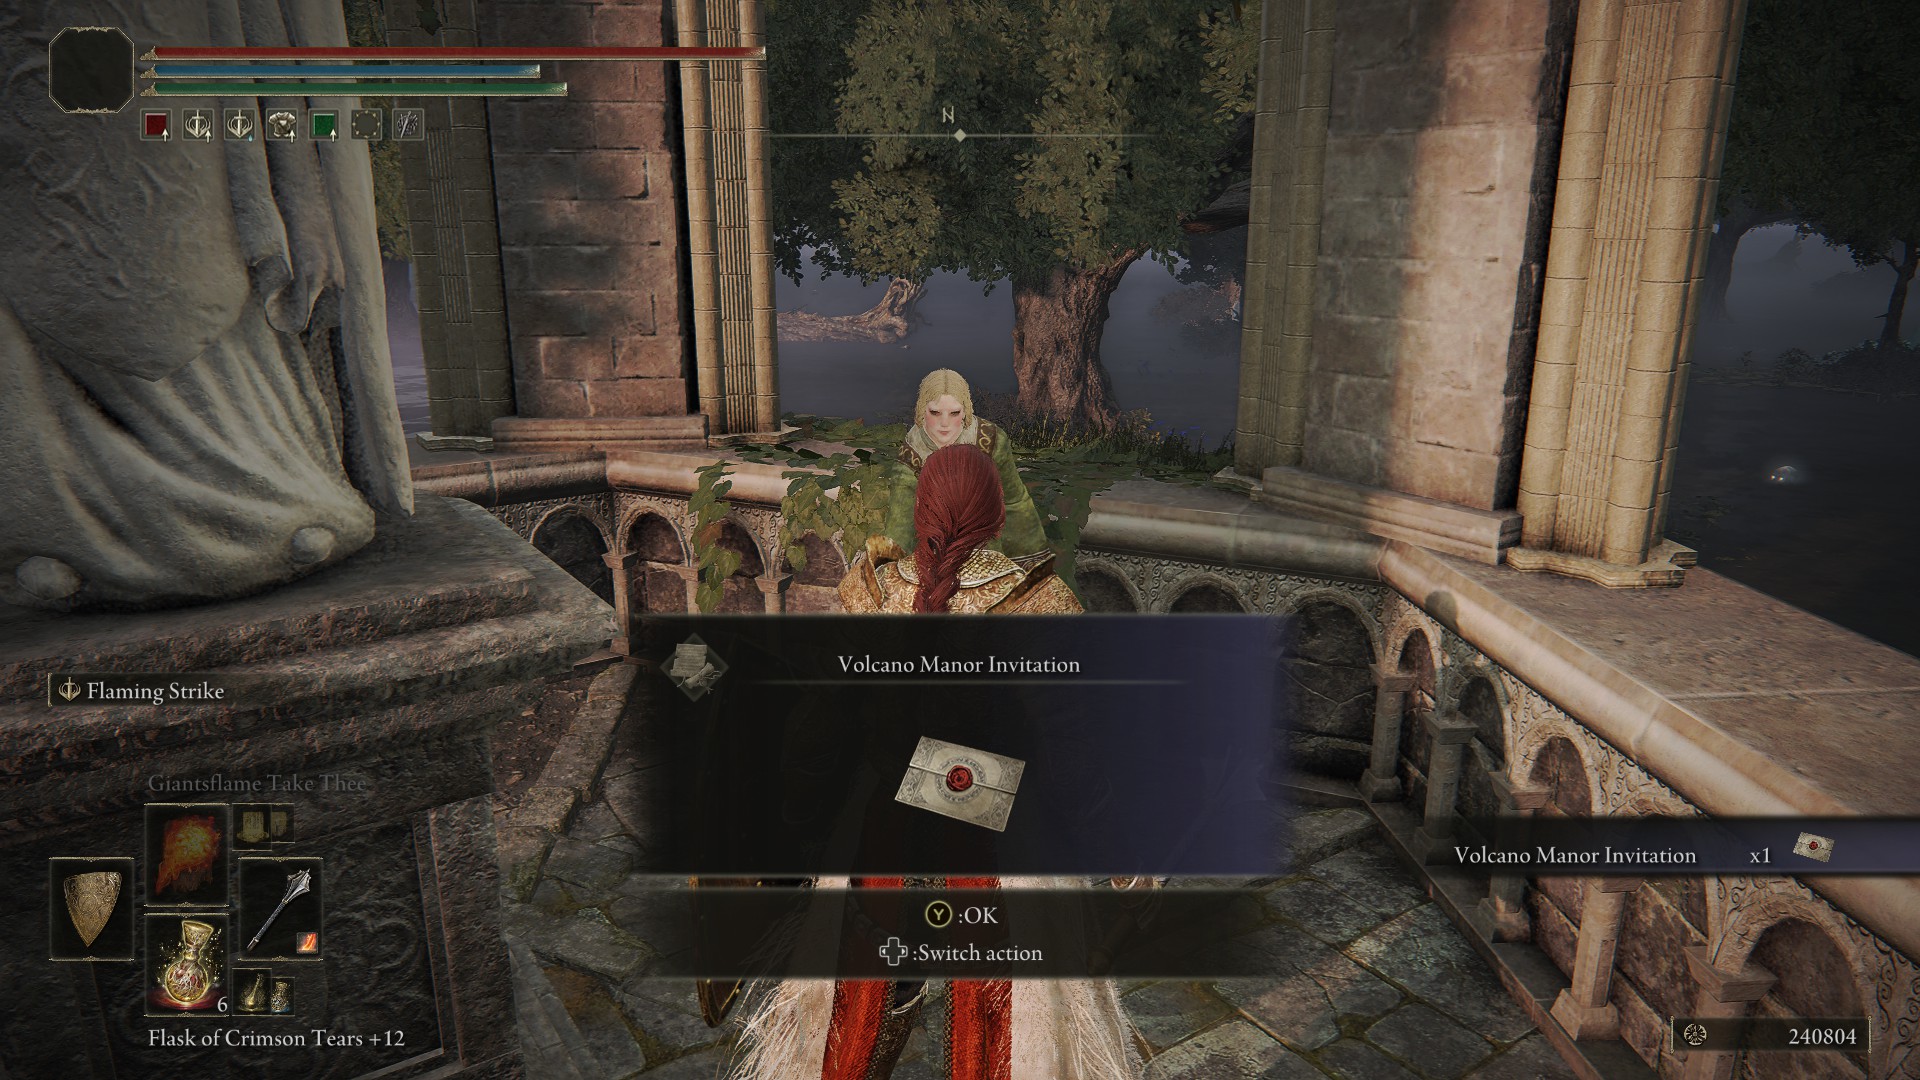 N
Volcano Manor Invitation
Flaming Strike
Giantsflame Take Thee
Volcano Manor Invitation x1
Y :OK
:Switch action
6
Flask of Crimson Tears +12
240804